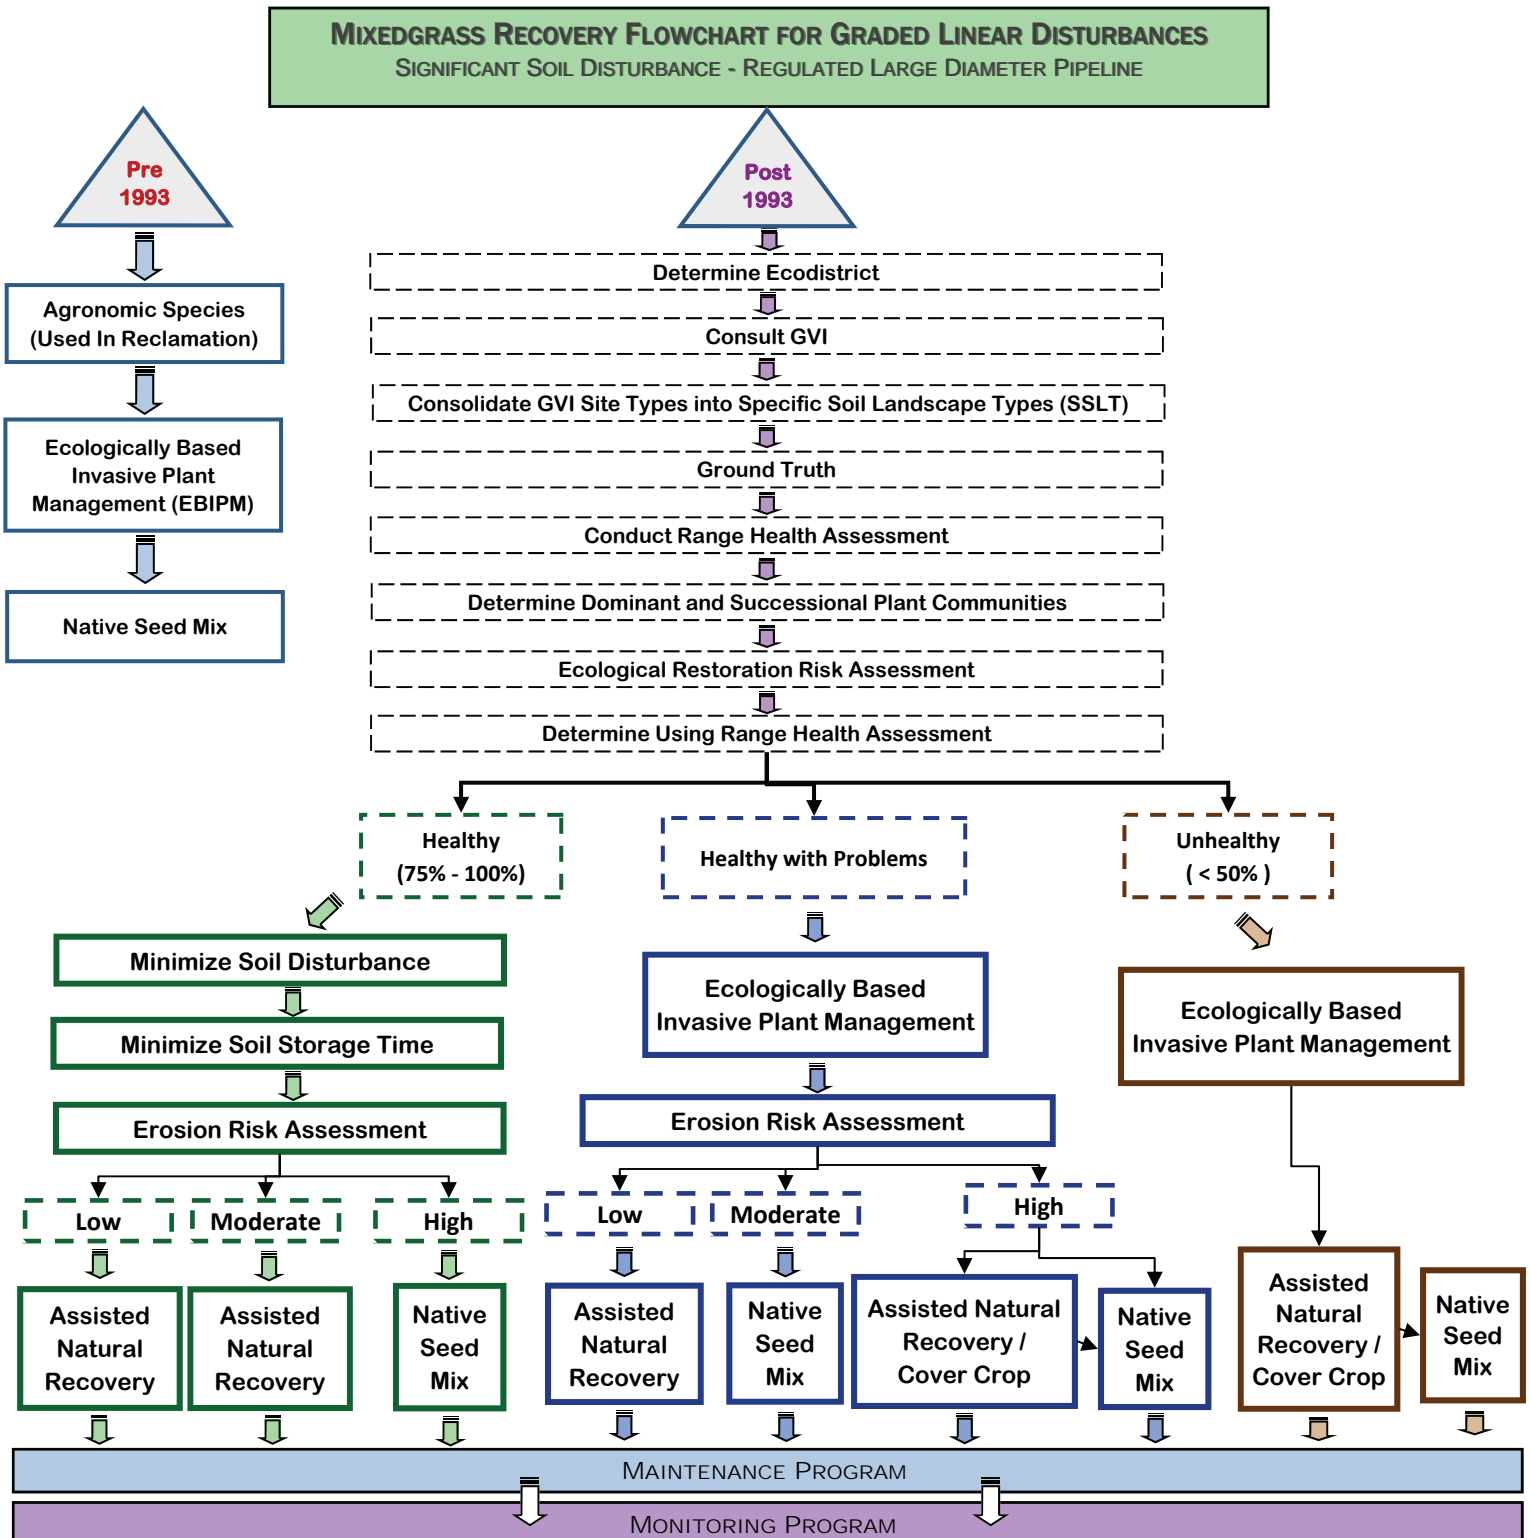 MIXEDGRASS RECOVERY FLOWCHART FOR GRADED LINEAR DISTURBANCES
SIGNIFICANT SOIL DISTURBANCE - REGULATED LARGE DIAMETER PIPELINE
Pre
1993
Agronomic Species
(Used In Reclamation)
Ecologically Based
Invasive Plant
Management (EBIPM)
Native Seed Mix
Post
1993
Determine Ecodistrict
Consult GVI
Consolidate GVI Site Types into Specific Soil Landscape Types (SSLT)
Ground Truth
Conduct Range Health Assessment
Determine Dominant and Successional Plant Communities
Ecological Restoration Risk Assessment
Determine Using Range Health Assessment
Healthy
(75% - 100%)
Minimize Soil Disturbance
Minimize Soil Storage Time
Erosion Risk Assessment
Low
Moderate
High
Assisted
Natural
Recovery
Assisted
Natural
Recovery
Native
Seed
Mix
Healthy with Problems
Ecologically Based
Invasive Plant Management
Erosion Risk Assessment
Low
Moderate
High
Assisted
Natural
Recovery
Native
Seed
Mix
Assisted Natural
Recovery /
Cover Crop
Native
Seed
Mix
Unhealthy
( < 50% )
Ecologically Based
Invasive Plant Management
Assisted
Natural
Recovery /
Cover Crop
Native
Seed
Mix
MAINTENANCE PROGRAM
MONITORING PROGRAM